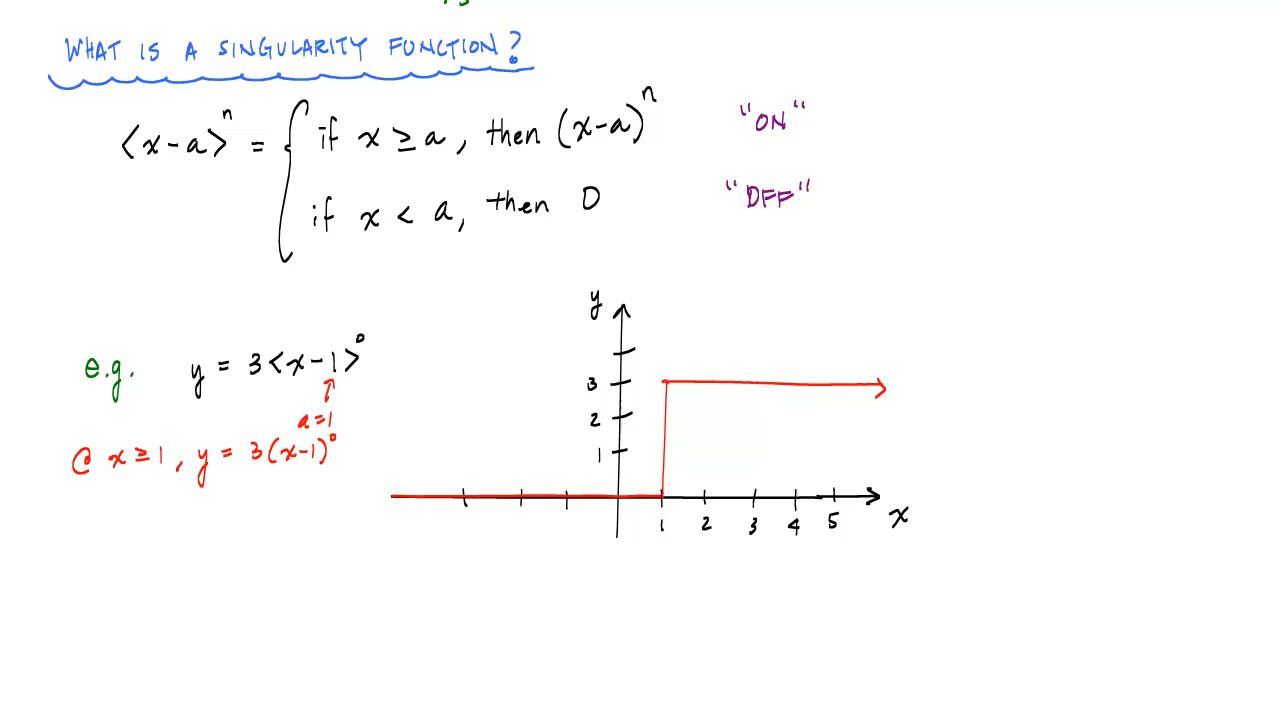 WHAT IS A SINGULARITY FUNCTION?
<x-a>ⁿ = { if x ≥ a, then (x-a)ⁿ "ON"
if x < a, then 0 "OFF"
e.g. y = 3<x-1>⁰
a=1
@ x ≥ 1, y = 3(x-1)⁰
y
3
2
1
1 2 3 4 5
x